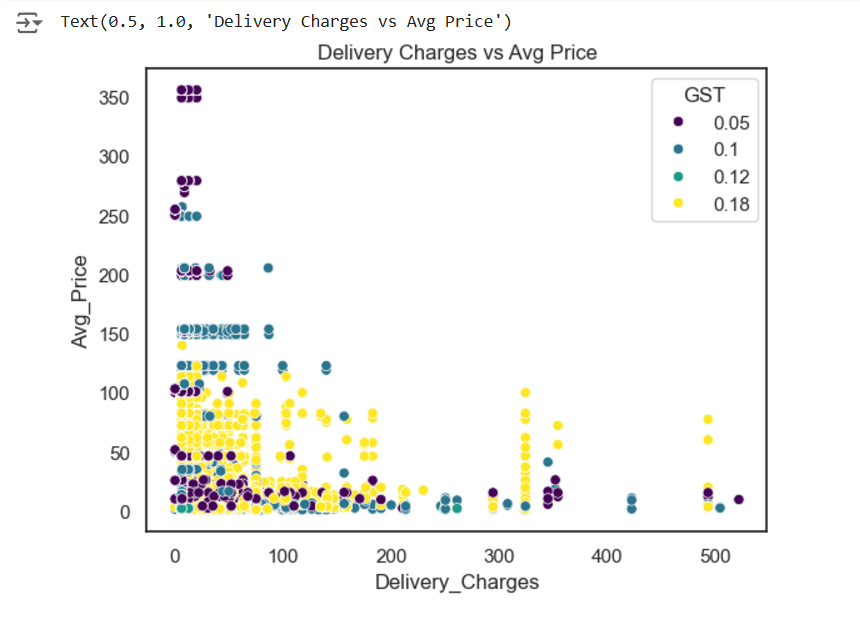 Text(0.5, 1.0, 'Delivery Charges vs Avg Price')
Delivery Charges vs Avg Price
GST
0.05
0.1
0.12
0.18
Avg_Price
350
300
250
200
150
100
50
0
0 100 200 300 400 500
Delivery_Charges